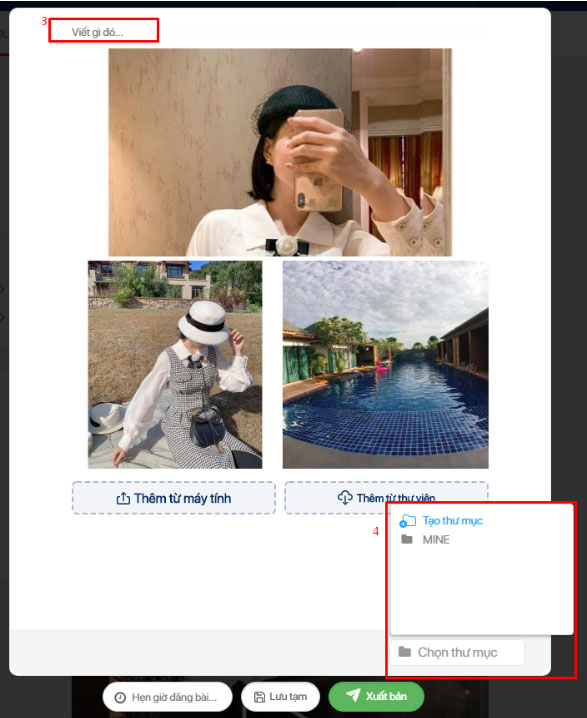 3
Viết gì đó...
Thêm từ máy tính
Thêm từ thư viện
4
Tạo thư mục
MINE
Chọn thư mục
Hẹn giờ đăng bài...
Lưu tạm
Xuất bản